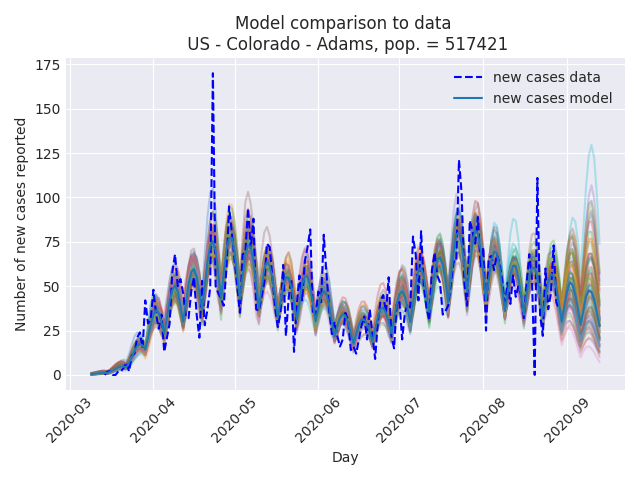 Model comparison to data
US - Colorado - Adams, pop. = 517421
new cases data
new cases model
Number of new cases reported
175
150
125
100
75
50
25
0
2020-03
2020-04
2020-05
2020-06
2020-07
2020-08
2020-09
Day